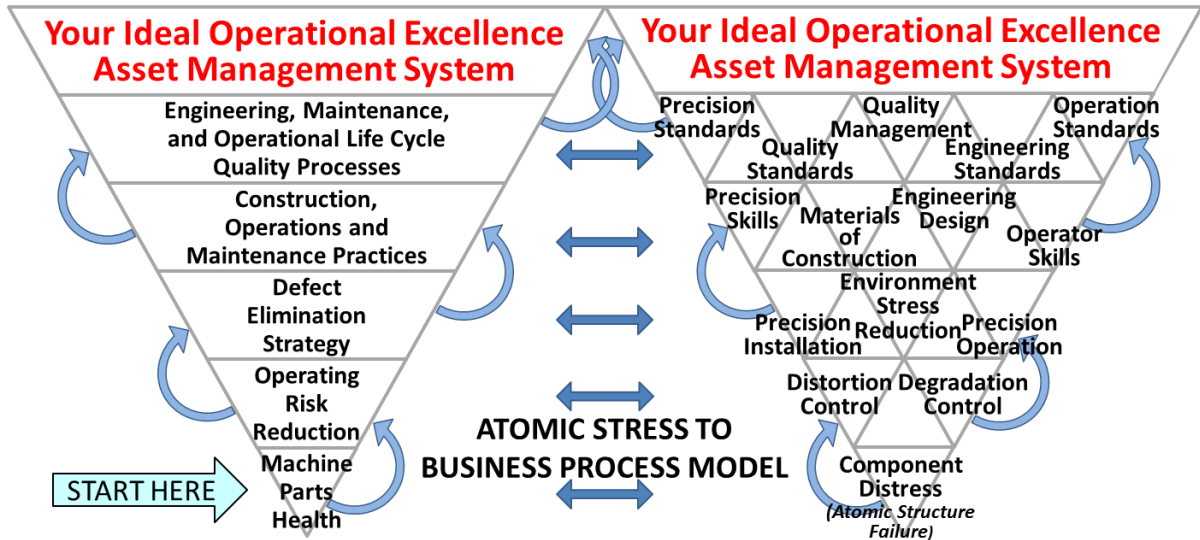 Your Ideal Operational Excellence
Asset Management System
Engineering, Maintenance,
and Operational Life Cycle
Quality Processes
Construction,
Operations and
Maintenance Practices
Defect
Elimination
Strategy
Operating
Risk
Reduction
Machine
Parts
Health
START HERE
ATOMIC STRESS TO
BUSINESS PROCESS MODEL
Your Ideal Operational Excellence
Asset Management System
Precision
Standards
Quality
Management
Operation
Standards
Quality
Standards
Engineering
Standards
Precision
Skills
Materials
of
Construction
Engineering
Design
Operator
Skills
Environment
Stress
Reduction
Precision
Installation
Precision
Operation
Distortion
Control
Degradation
Control
Component
Distress
(Atomic Structure
Failure)